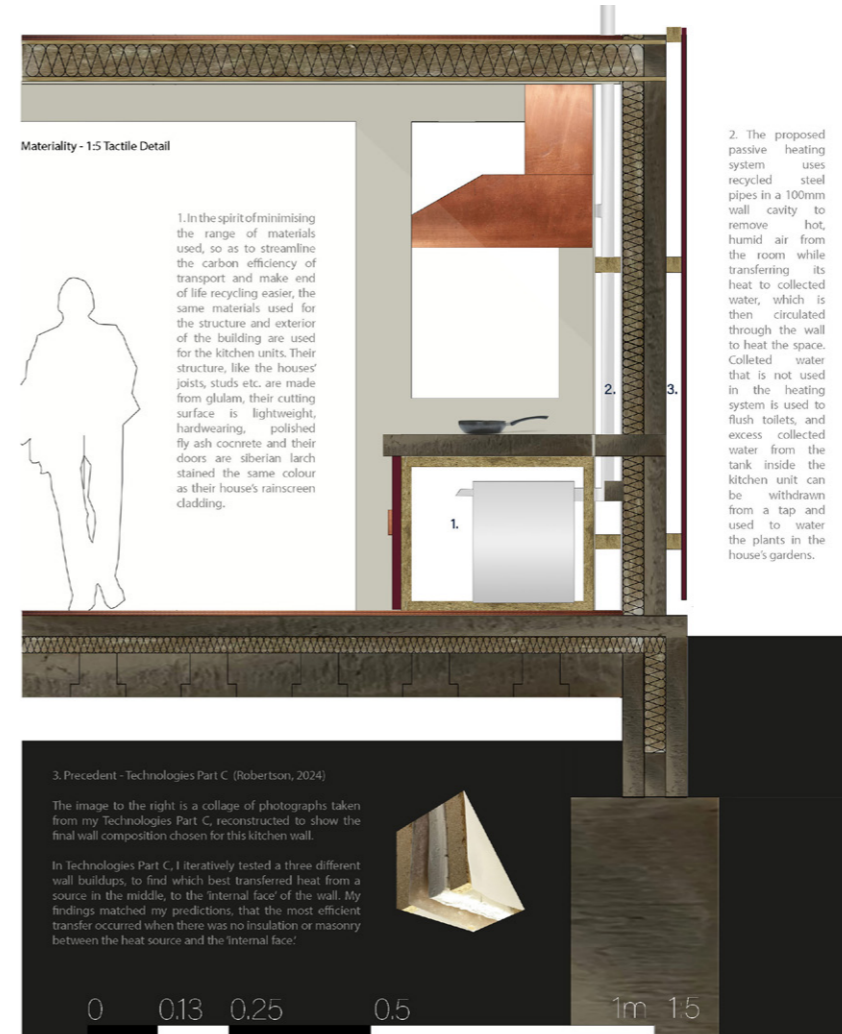 Materiality - 1:5 Tactile Detail
1. In the spirit of minimising
the range of materials
used, so as to streamline
the carbon efficiency of
transport and make end
of life recycling easier, the
same materials used for
the structure and exterior
of the building are used
for the kitchen units. Their
structure, like the houses'
joists, studs etc. are made
from glulam, their cutting
surface is lightweight,
hardwearing, polished
fly ash cocnrete and their
doors are siberian larch
stained the same colour
as their house's rainscreen
cladding.
2. The proposed
passive heating
system uses
recycled steel
pipes in a 100mm
wall cavity to
remove hot,
humid air from
the room while
transferring its
heat to collected
water, which is
then circulated
through the wall
to heat the space.
Colleted water
that is not used
in the heating
system is used to
flush toilets, and
excess collected
water from the
tank inside the
kitchen unit can
be withdrawn
from a tap and
used to water
the plants in the
house's gardens.
2.
3.
1.
3. Precedent - Technologies Part C (Robertson, 2024)
The image to the right is a collage of photographs taken
from my Technologies Part C, reconstructed to show the
final wall composition chosen for this kitchen wall.
In Technologies Part C, I iteratively tested a three different
wall buildups, to find which best transferred heat from a
source in the middle, to the 'internal face' of the wall. My
findings matched my predictions, that the most efficient
transfer occurred when there was no insulation or masonry
between the heat source and the 'internal face.'
0 0.13 0.25 0.5 1m 1:5